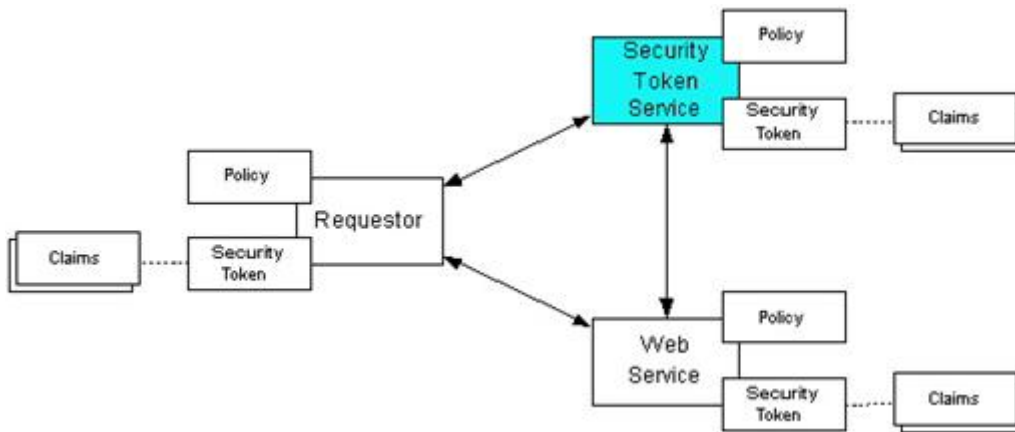 Policy
Security
Token
Service
Security
Token
Claims
Policy
Requestor
Claims
Security
Token
Policy
Web
Service
Security
Token
Claims